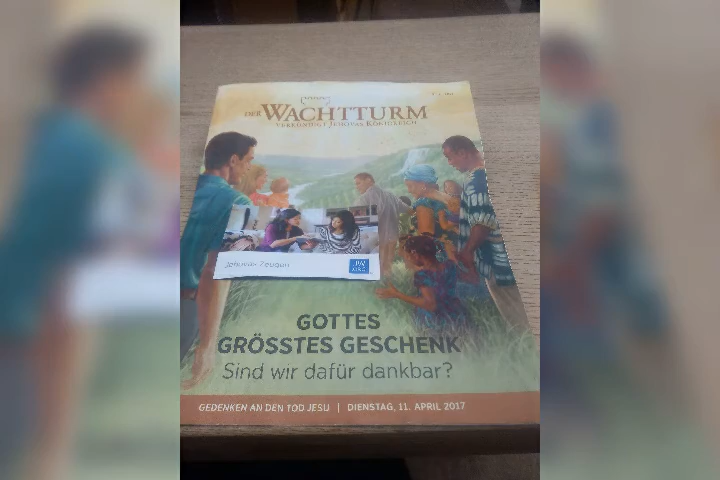 DER WACHTTURM
VERKÜNDIGT JEHOVAS KÖNIGREICH
Jehovas Zeugen
JW
.ORG
GOTTES
GRÖSSTES GESCHENK
Sind wir dafür dankbar?
GEDENKEN AN DEN TOD JESU | DIENSTAG, 11. APRIL 2017